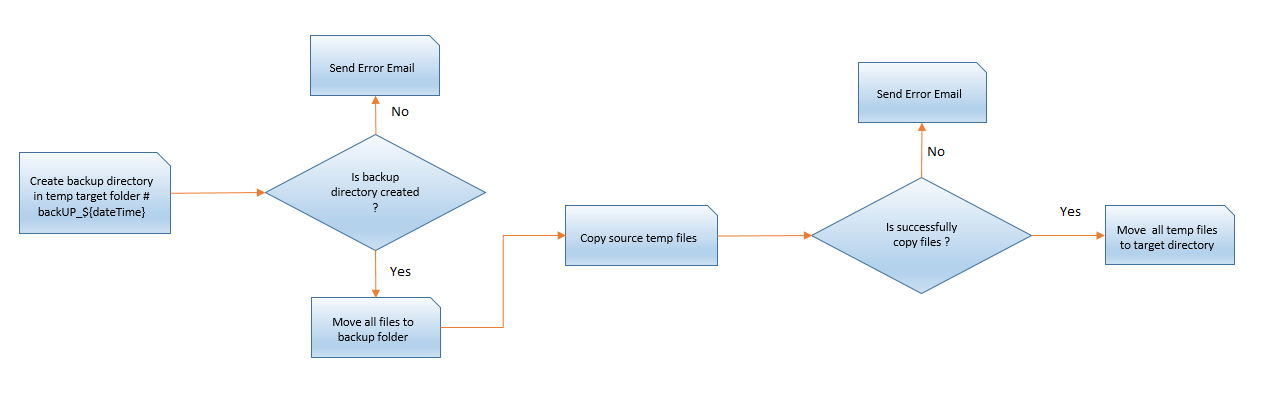 Send Error Email
No
Create backup directory
in temp target folder #
backUP_${dateTime}
Is backup
directory created
?
Yes
Move all files to
backup folder
Copy source temp files
Send Error Email
No
Is successfully
copy files ?
Yes
Move  all temp files
to target directory